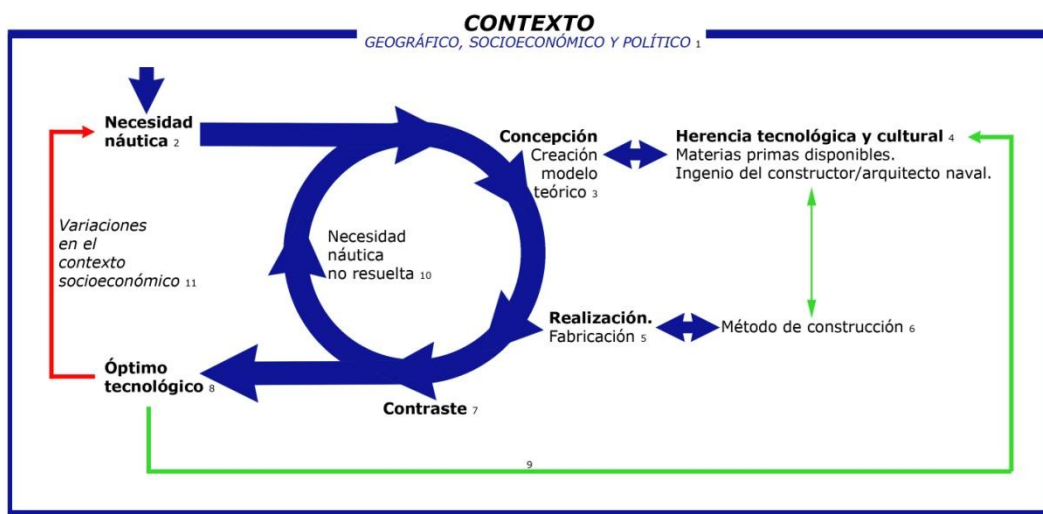 CONTEXTO
GEOGRÁFICO, SOCIOECONÓMICO Y POLÍTICO 1
Necesidad
náutica 2
Concepción
Creación
modelo
teórico 3
Herencia tecnológica y cultural 4
Materias primas disponibles.
Ingenio del constructor/arquitecto naval.
Variaciones
en el
contexto
socioeconómico 11
Necesidad
náutica
no resuelta 10
Realización.
Fabricación 5
Método de construcción 6
Óptimo
tecnológico 8
Contraste 7
9